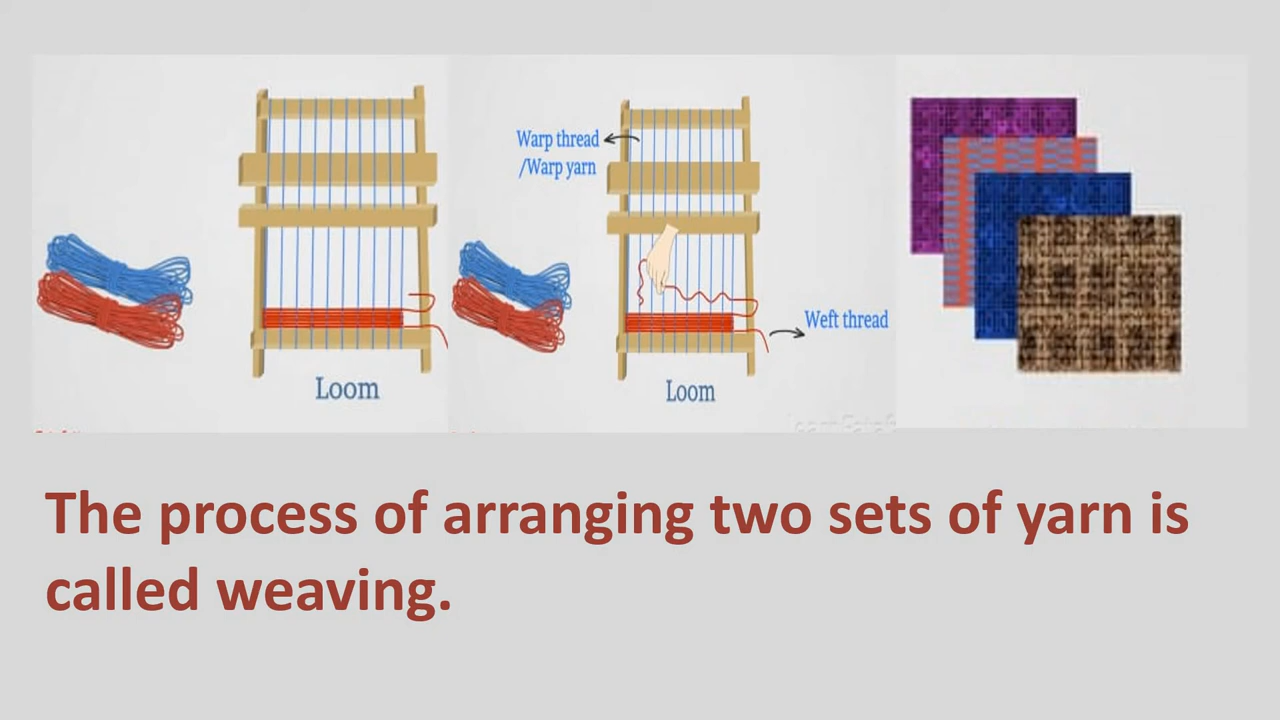 Warp thread
/Warp yarn
Weft thread
Loom
Loom
The process of arranging two sets of yarn is
called weaving.